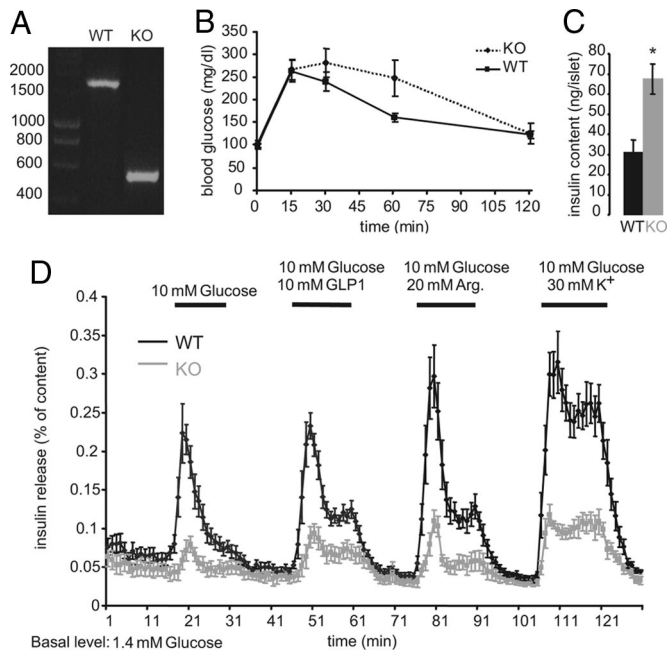 A
WT KO
2000
1000
800
600
400
B
blood glucose (mg/dl)
350
300
250
200
150
100
50
0
KO
WT
0 15 30 45 60 75 90 105 120
time (min)
C
insulin content (ng/islet)
80
70
60
50
40
30
20
10
0
*
WT KO
D
10 mM Glucose
10 mM Glucose
10 mM GLP1
10 mM Glucose
20 mM Arg.
10 mM Glucose
30 mM K+
insulin release (% of content)
0.4
0.3
0.25
0.2
0.1
0.05
0
WT
KO
1 11 21 31 41 51 61 71 81 91 101 111 121
time (min)
Basal level: 1.4 mM Glucose